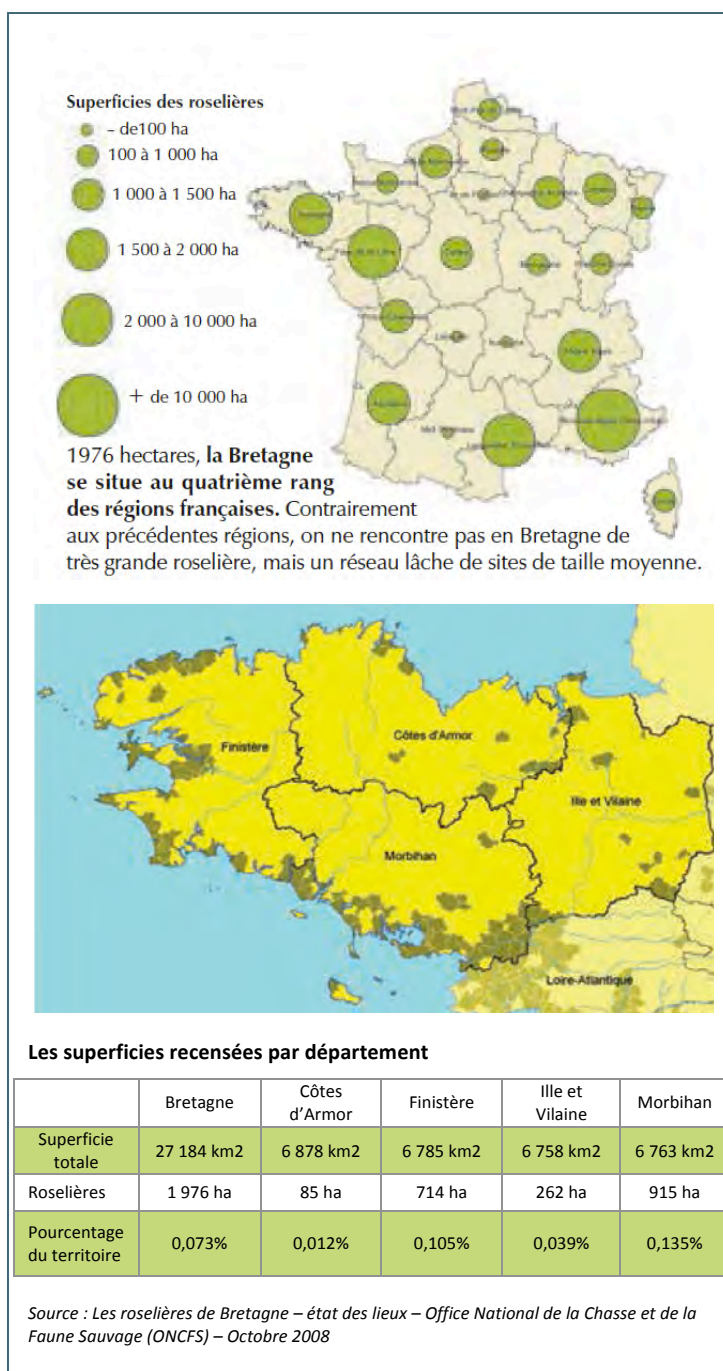 Superficies des roselières
- de100 ha
100 à 1 000 ha
1 000 à 1 500 ha
1 500 à 2 000 ha
2 000 à 10 000 ha
+ de 10 000 ha
1976 hectares, la Bretagne
se situe au quatrième rang
des régions françaises. Contrairement
aux précédentes régions, on ne rencontre pas en Bretagne de
très grande roselière, mais un réseau lâche de sites de taille moyenne.
Finistère
Côtes d'Armor
Ille et Vilaine
Morbihan
Loire-Atlantique
Les superficies recensées par département
Bretagne Côtes d’Armor Finistère Ille et Vilaine Morbihan
Superficie totale 27 184 km2 6 878 km2 6 785 km2 6 758 km2 6 763 km2
Roselières 1 976 ha 85 ha 714 ha 262 ha 915 ha
Pourcentage du territoire 0,073% 0,012% 0,105% 0,039% 0,135%
Source : Les roselières de Bretagne – état des lieux – Office National de la Chasse et de la
Faune Sauvage (ONCFS) – Octobre 2008